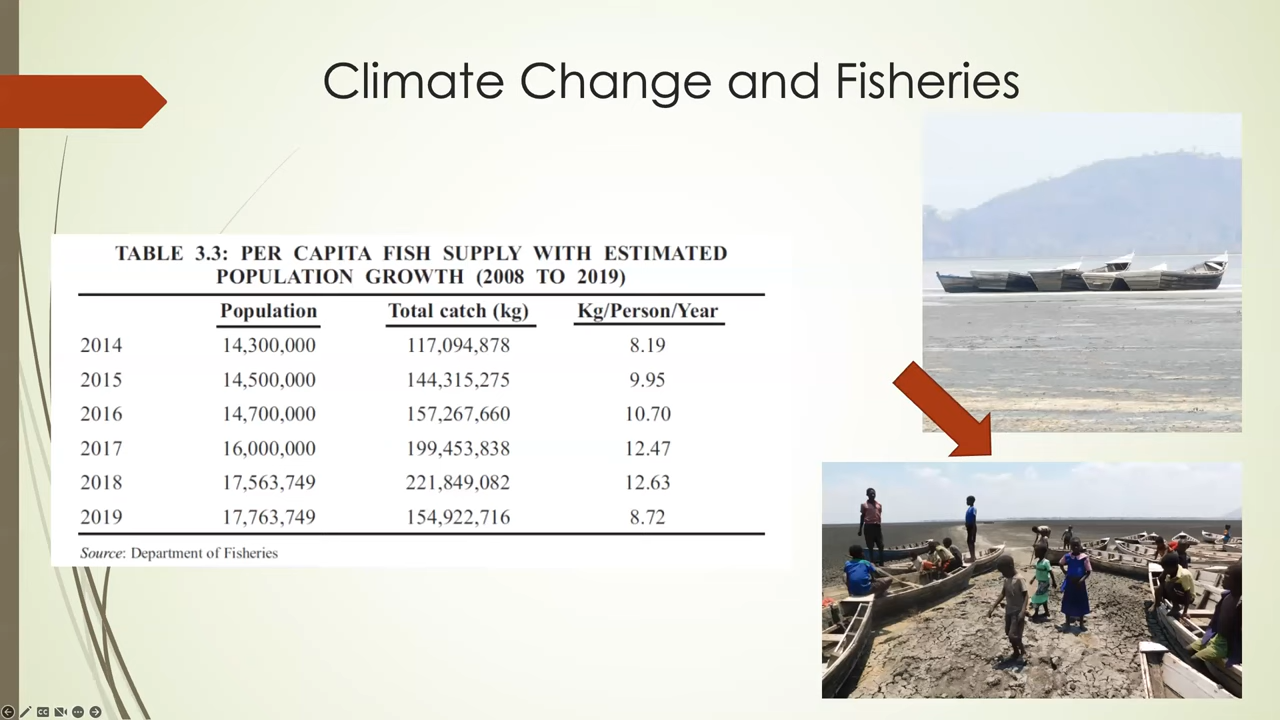 Climate Change and Fisheries
TABLE 3.3: PER CAPITA FISH SUPPLY WITH ESTIMATED
POPULATION GROWTH (2008 TO 2019)
Population Total catch (kg) Kg/Person/Year
2014 14,300,000 117,094,878 8.19
2015 14,500,000 144,315,275 9.95
2016 14,700,000 157,267,660 10.70
2017 16,000,000 199,453,838 12.47
2018 17,563,749 221,849,082 12.63
2019 17,763,749 154,922,716 8.72
Source: Department of Fisheries
CC